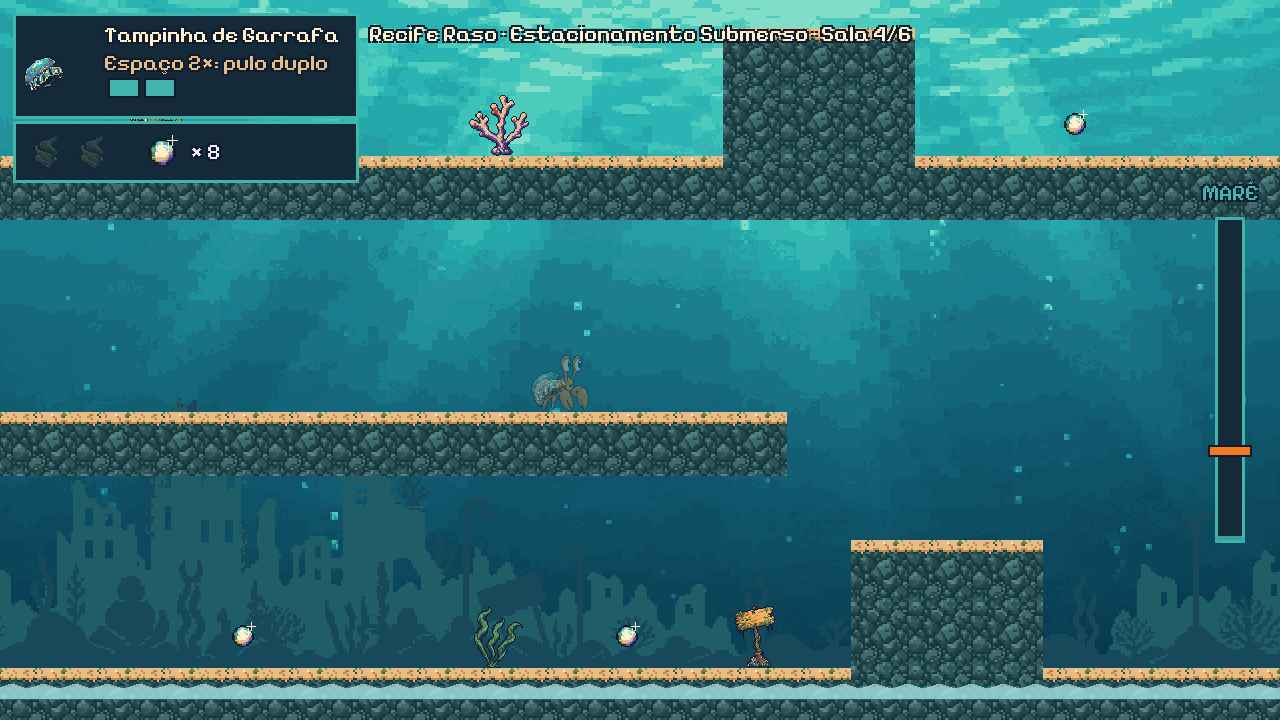 Tampinha de Garrafa
Espaço 2×: pulo duplo
× 8
Recife Raso · Estacionamento Submerso · Sala 4/6
MARÉ